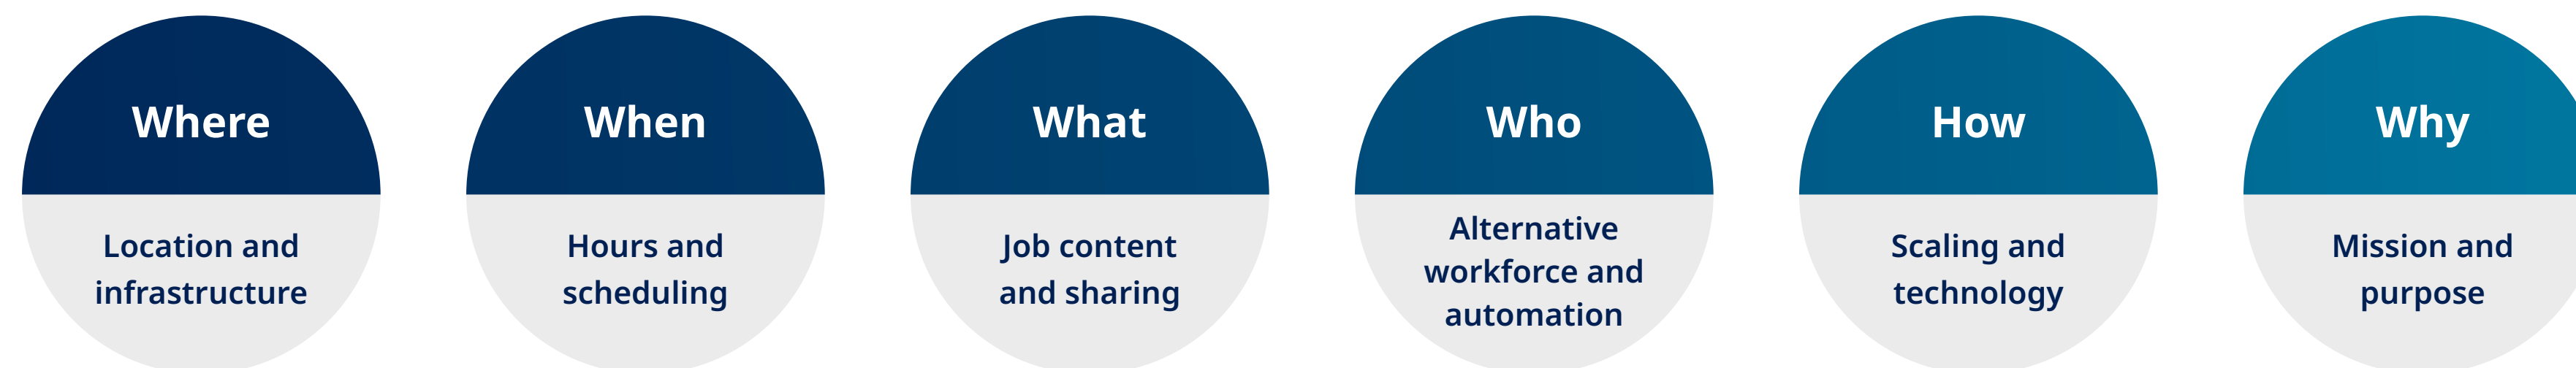 Where
Location and
infrastructure
When
Hours and
scheduling
What
Job content
and sharing
Who
Alternative
workforce and
automation
How
Scaling and
technology
Why
Mission and
purpose